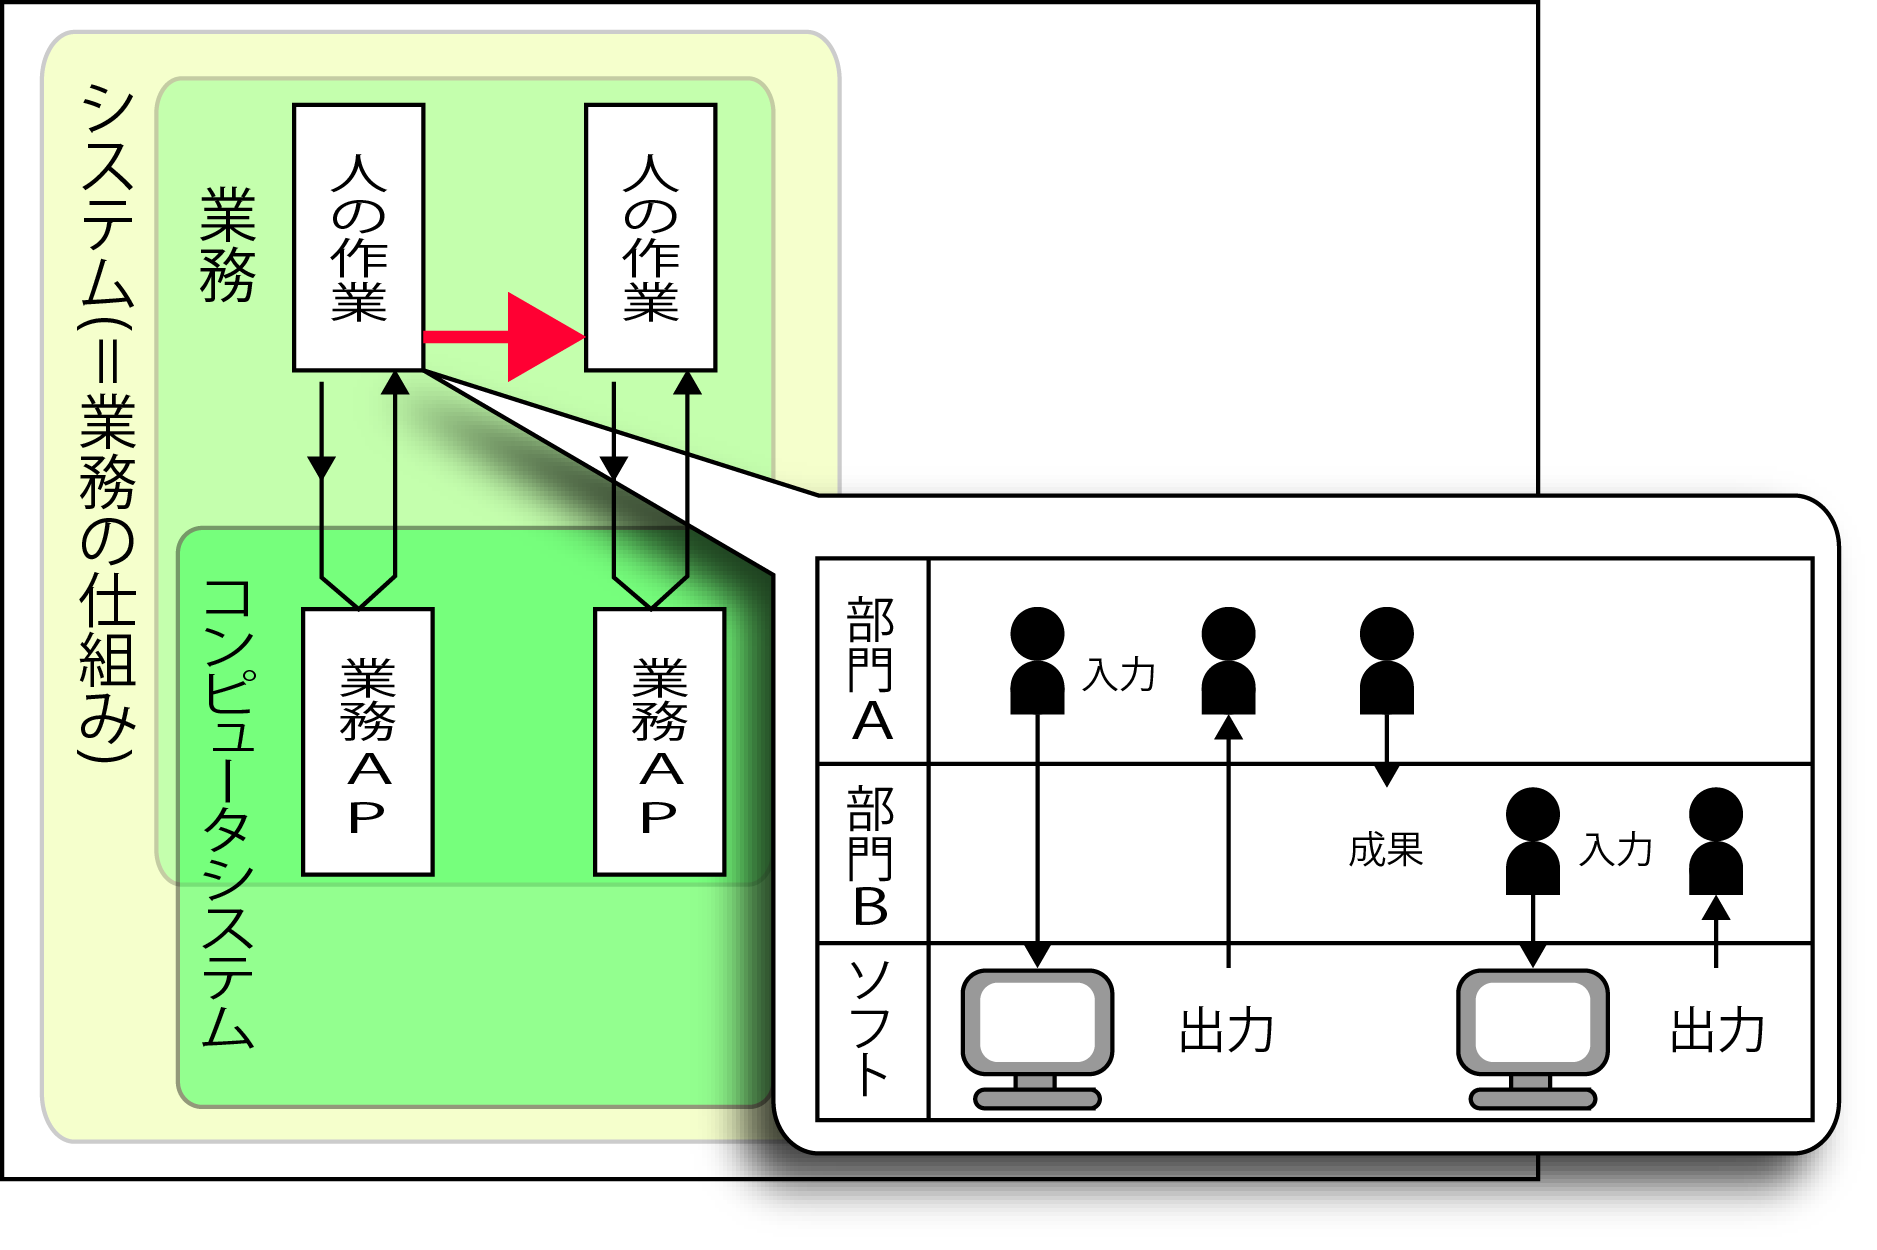 システム(=業務の仕組み)
業務
人の作業
人の作業
コンピュータシステム
業務AP
業務AP
部門A
入力
部門B
成果
入力
ソフト
出力
出力